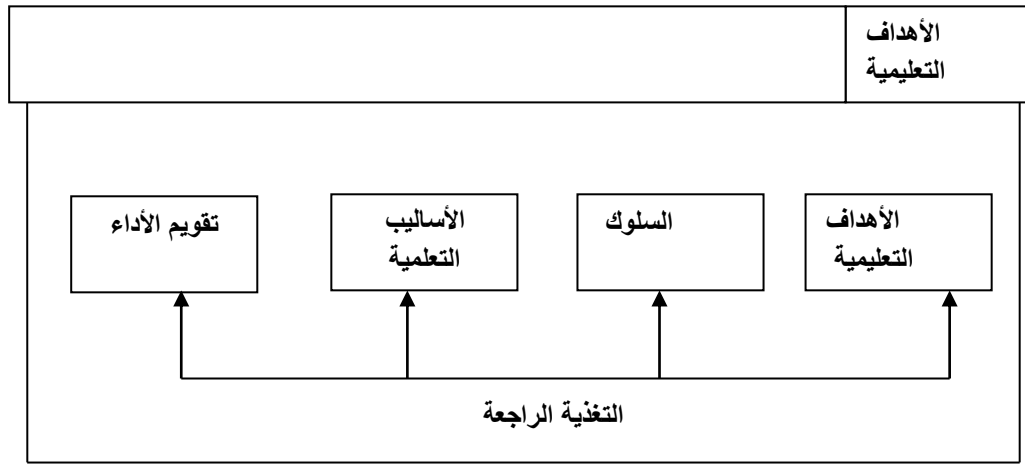 الأهداف
التعليمية
الأهداف
التعليمية
السلوك
الأساليب
التعلمية
تقويم الأداء
التغذية الراجعة